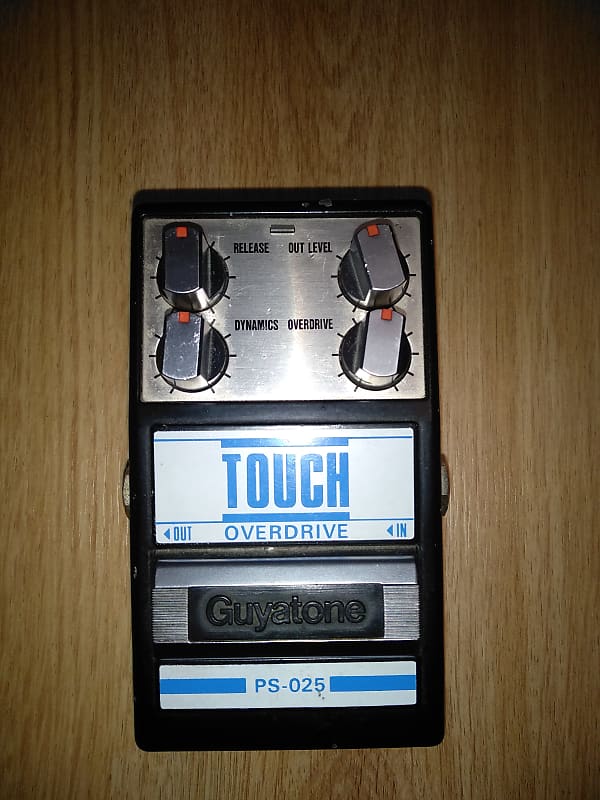 RELEASE OUT LEVEL
DYNAMICS OVERDRIVE
TOUCH
◀OUT OVERDRIVE ◀IN
Guyatone
PS-025